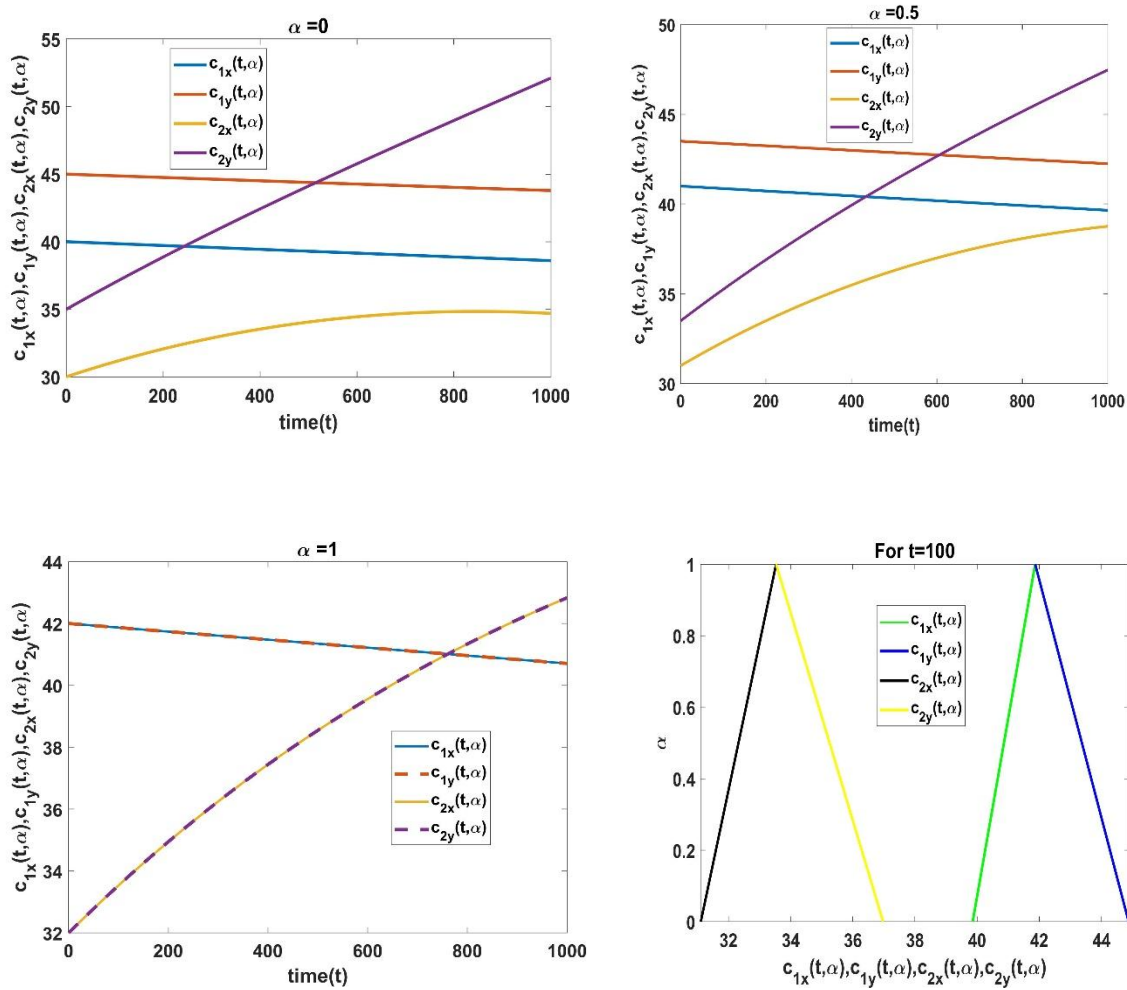 α =0
c1x(t,α),c1y(t,α),c2x(t,α),c2y(t,α)
55
50
45
40
35
30
c1x(t,α)
c1y(t,α)
c2x(t,α)
c2y(t,α)
0 200 400 600 800 1000
time(t)
α =0.5
c1x(t,α),c1y(t,α),c2x(t,α),c2y(t,α)
50
45
40
35
30
c1x(t,α)
c1y(t,α)
c2x(t,α)
c2y(t,α)
0 200 400 600 800 1000
time(t)
α =1
c1x(t,α),c1y(t,α),c2x(t,α),c2y(t,α)
44
42
40
38
36
34
32
c1x(t,α)
c1y(t,α)
c2x(t,α)
c2y(t,α)
0 200 400 600 800 1000
time(t)
For t=100
α
1
0.8
0.6
0.4
0.2
0
c1x(t,α)
c1y(t,α)
c2x(t,α)
c2y(t,α)
32 34 36 38 40 42 44
c1x(t,α),c1y(t,α),c2x(t,α),c2y(t,α)